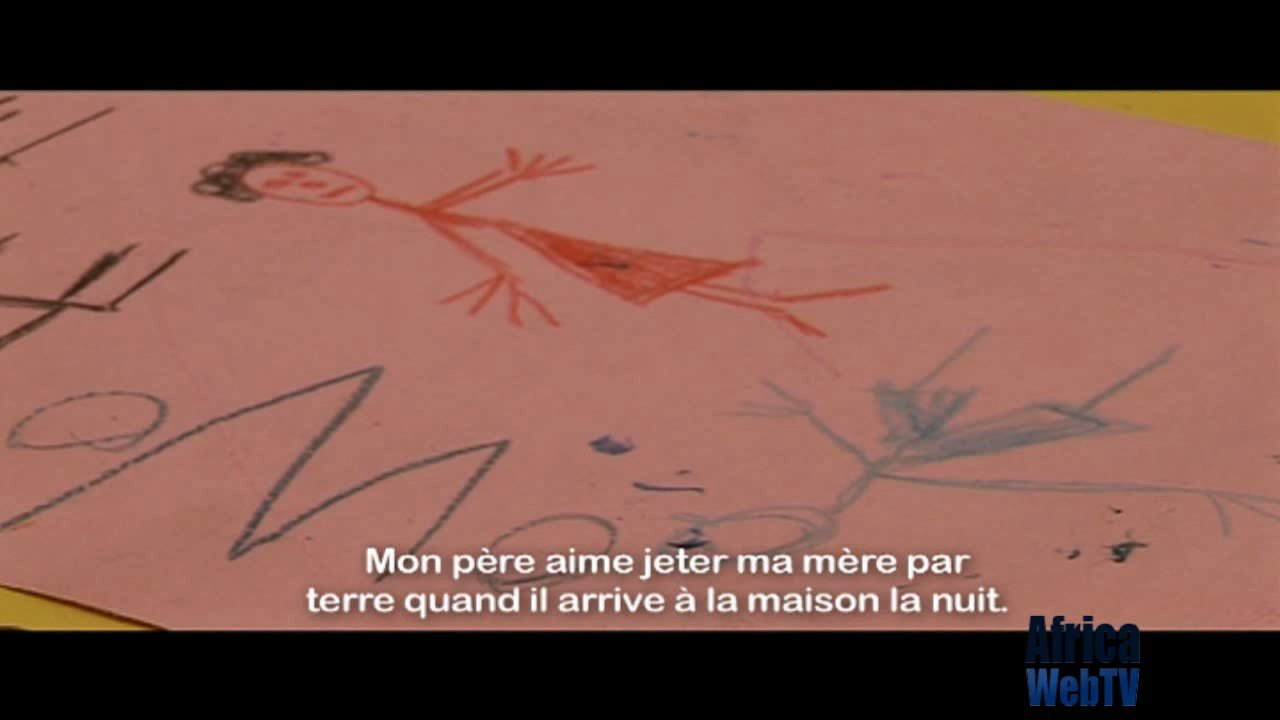 Mon père aime jeter ma mère par
terre quand il arrive à la maison la nuit.
Africa
WebTV